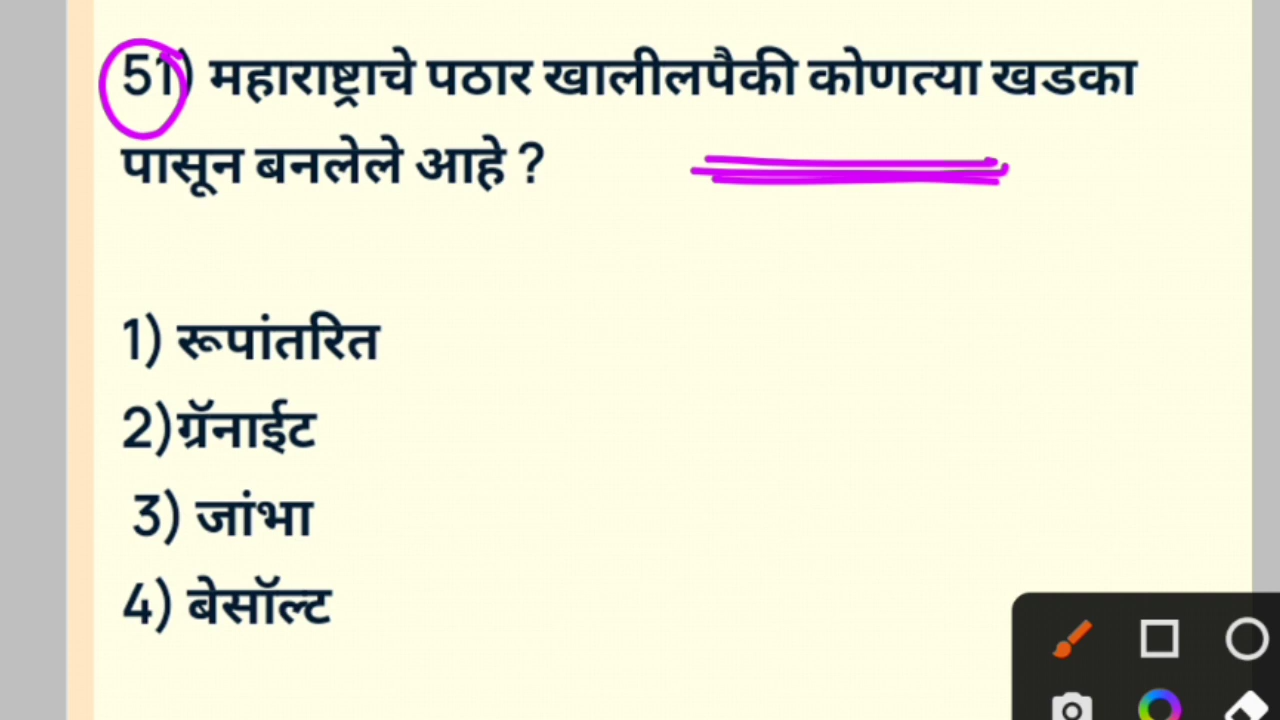 51) महाराष्ट्राचे पठार खालीलपैकी कोणत्या खडका
पासून बनलेले आहे ?
1) रूपांतरित
2)ग्रॅनाईट
3) जांभा
4) बेसॉल्ट